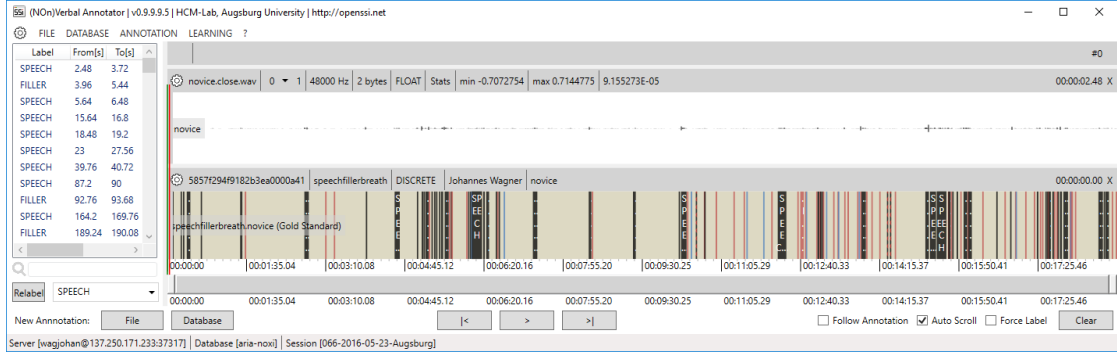 (NOn)Verbal Annotator | v0.9.9.9.5 | HCM-Lab, Augsburg University | http://openssi.net
FILE DATABASE ANNOTATION LEARNING ?
Label From[s] To[s]
SPEECH 2.48 3.72
FILLER 3.96 5.44
SPEECH 5.64 6.48
SPEECH 15.64 16.8
SPEECH 18.48 19.2
SPEECH 23 27.56
SPEECH 39.76 40.72
SPEECH 87.2 90
FILLER 92.76 93.68
SPEECH 164.2 169.76
FILLER 189.24 190.08
#0
novice.close.wav 0 1 48000 Hz 2 bytes FLOAT Stats min -0.7072754 max 0.7144775 9.155273E-05 00:00:02.48 X
novice
5857f294f9182b3ea0000a41 speechfillerbreath DISCRETE Johannes Wagner novice 00:00:00.00 X
SPEE... SPEECH SPEE... SPEE... SPEE... SPEECH
speechfillerbreath.novice (Gold Standard)
00:00:00 00:01:35.04 00:03:10.08 00:04:45.12 00:06:20.16 00:07:55.20 00:09:30.25 00:11:05.29 00:12:40.33 00:14:15.37 00:15:50.41 00:17:25.46
Relabel SPEECH
00:00:00 00:01:35.04 00:03:10.08 00:04:45.12 00:06:20.16 00:07:55.20 00:09:30.25 00:11:05.29 00:12:40.33 00:14:15.37 00:15:50.41 00:17:25.46
New Annnotation: File Database |< > >| Follow Annotation Auto Scroll Force Label Clear
Server [wagjohan@137.250.171.233:37317] Database [aria-noxi] Session [066-2016-05-23-Augsburg]